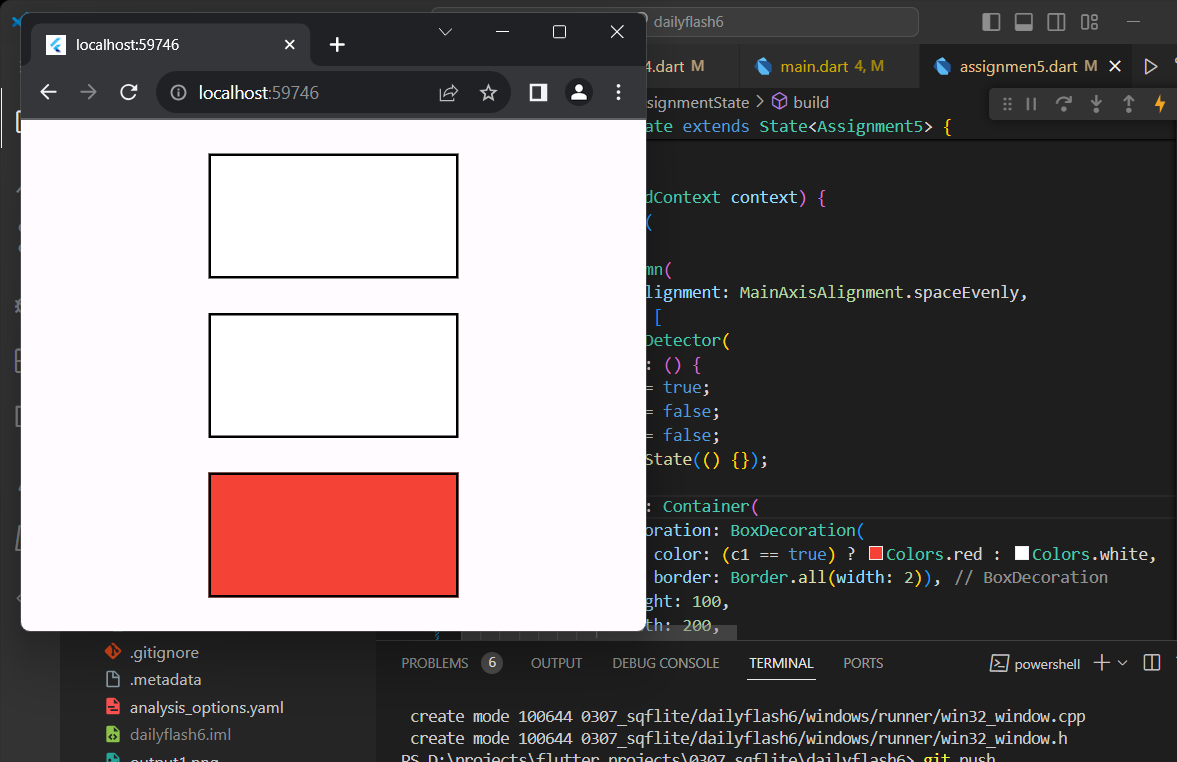 localhost:59746
dailyflash6
localhost:59746
4.dart M
main.dart 4, M
assignmen5.dart M
ssignmentState > build
ate extends State<Assignment5> {
dContext context) {
(
mn(
lignment: MainAxisAlignment.spaceEvenly,
[
Detector(
: () {
= true;
= false;
= false;
State(() {});
: Container(
oration: BoxDecoration(
color: (c1 == true) ? Colors.red : Colors.white,
border: Border.all(width: 2)), // BoxDecoration
ght: 100,
th: 200,
.gitignore
.metadata
analysis_options.yaml
dailyflash6.iml
output1.png
PROBLEMS 6 OUTPUT DEBUG CONSOLE TERMINAL PORTS
powershell
create mode 100644 0307_sqflite/dailyflash6/windows/runner/win32_window.cpp
create mode 100644 0307_sqflite/dailyflash6/windows/runner/win32_window.h
PS D:\projects\flutter_projects\0307_sqflite\dailyflash6> git push